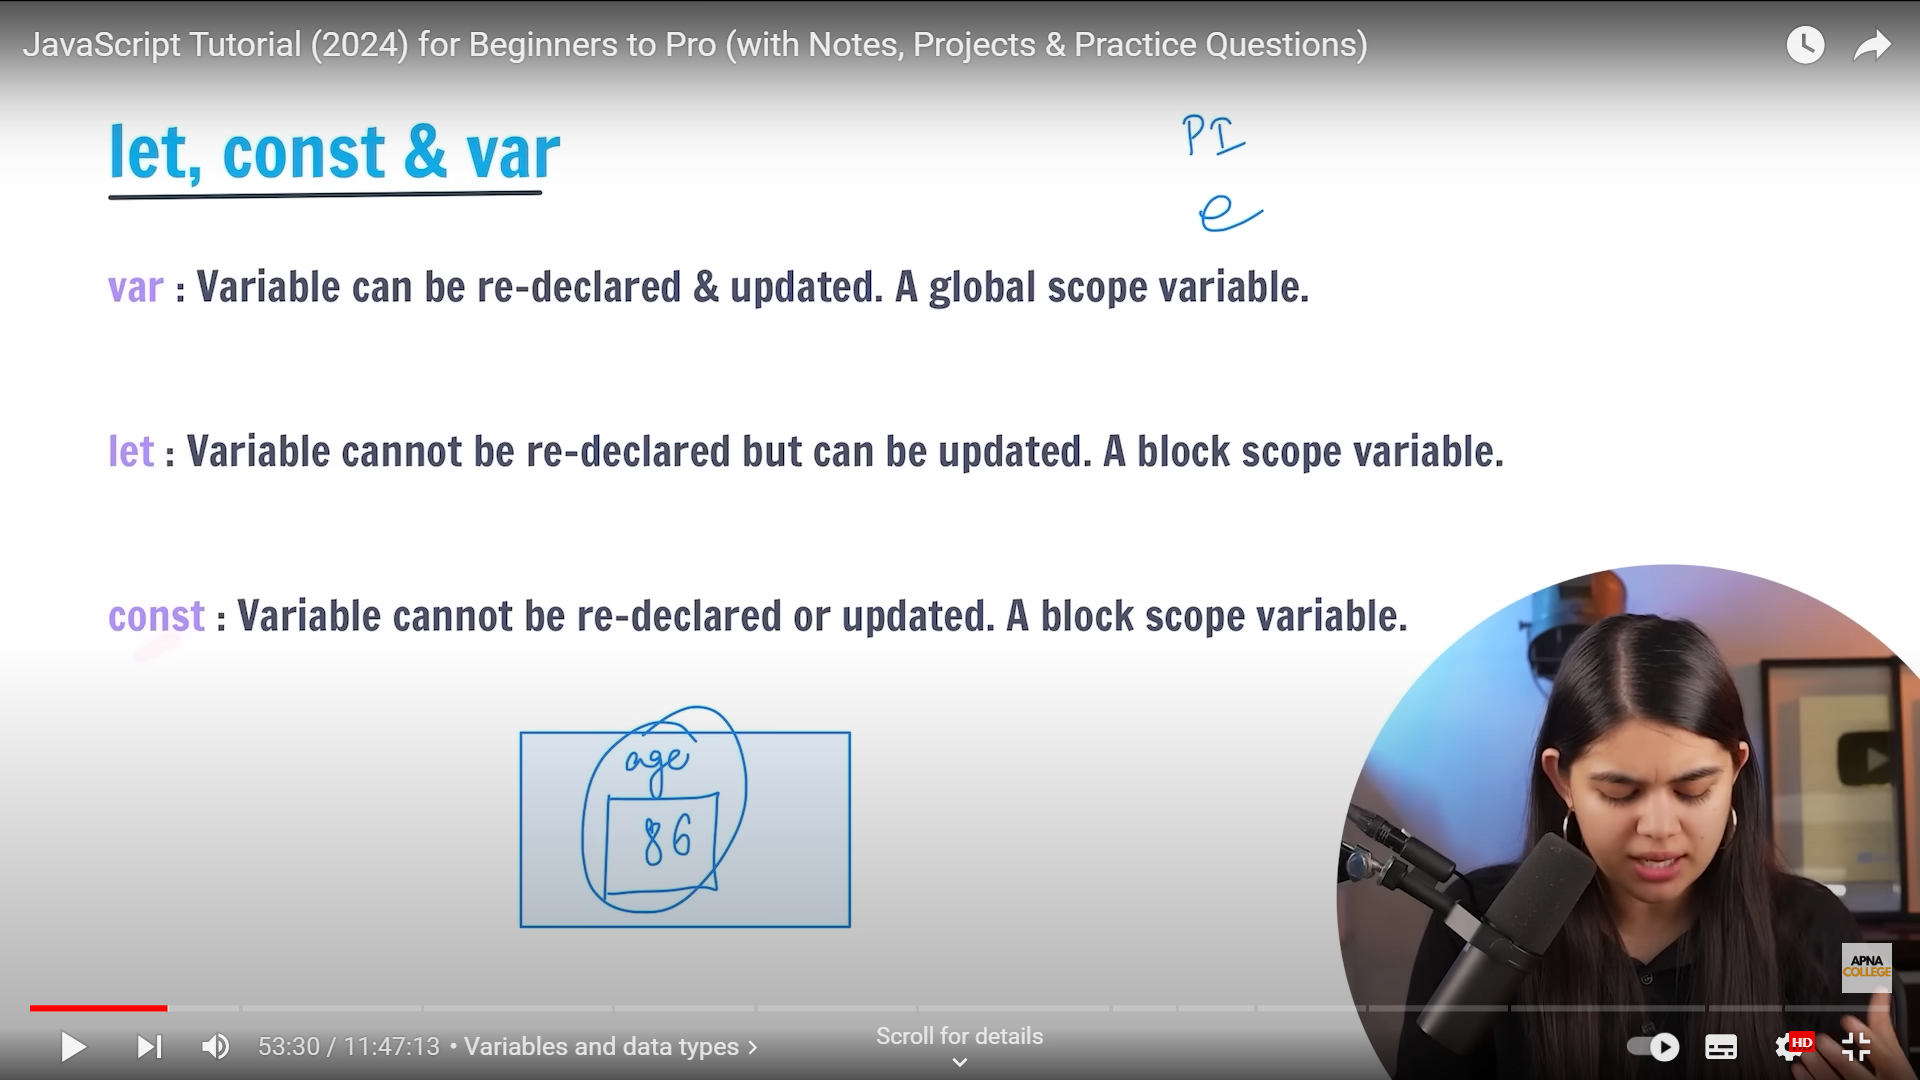 JavaScript Tutorial (2024) for Beginners to Pro (with Notes, Projects & Practice Questions)
let, const & var
PI
e
var : Variable can be re-declared & updated. A global scope variable.
let : Variable cannot be re-declared but can be updated. A block scope variable.
const : Variable cannot be re-declared or updated. A block scope variable.
age
86
APNA
COLLEGE
Scroll for details
53:30 / 11:47:13 • Variables and data types
HD